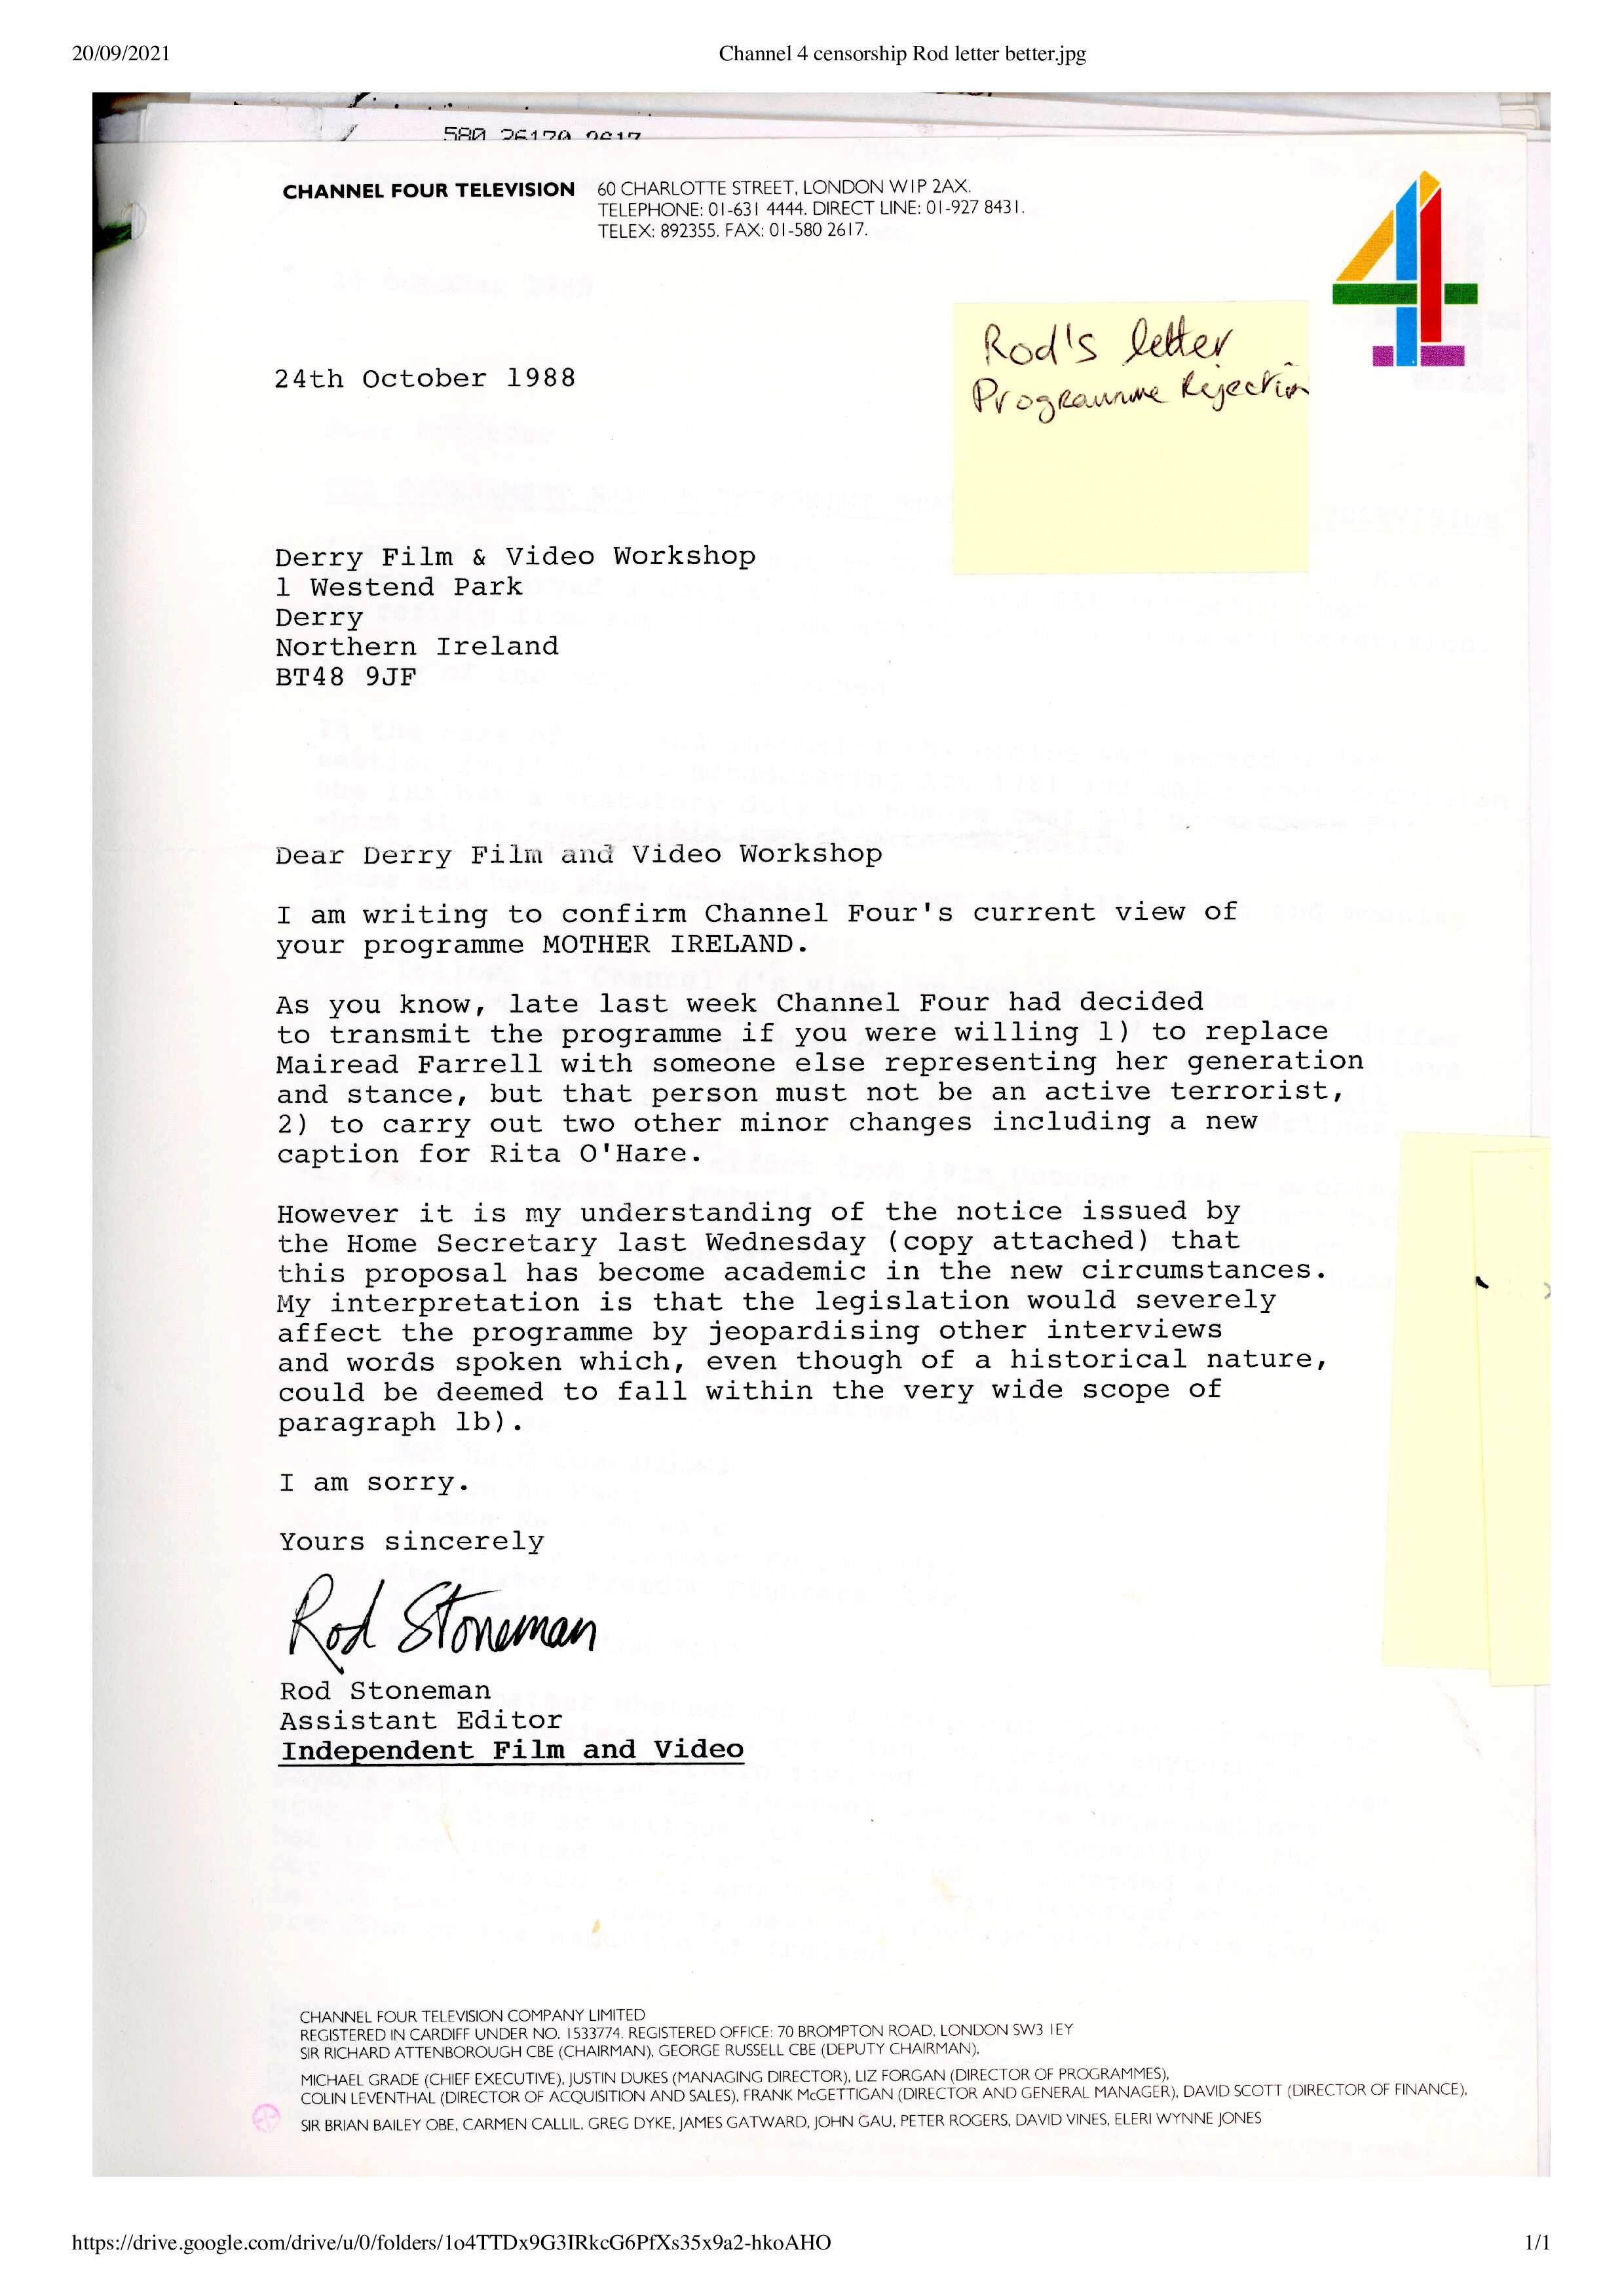 20/09/2021
Channel 4 censorship Rod letter better.jpg
CHANNEL FOUR TELEVISION 60 CHARLOTTE STREET, LONDON W1P 2AX.
TELEPHONE: 01-631 4444. DIRECT LINE: 01-927 8431.
TELEX: 892355. FAX: 01-580 2617.
4
Rod's letter
Programme Rejection
24th October 1988
Derry Film & Video Workshop
1 Westend Park
Derry
Northern Ireland
BT48 9JF
Dear Derry Film and Video Workshop
I am writing to confirm Channel Four's current view of
your programme MOTHER IRELAND.
As you know, late last week Channel Four had decided
to transmit the programme if you were willing 1) to replace
Mairead Farrell with someone else representing her generation
and stance, but that person must not be an active terrorist,
2) to carry out two other minor changes including a new
caption for Rita O'Hare.
However it is my understanding of the notice issued by
the Home Secretary last Wednesday (copy attached) that
this proposal has become academic in the new circumstances.
My interpretation is that the legislation would severely
affect the programme by jeopardising other interviews
and words spoken which, even though of a historical nature,
could be deemed to fall within the very wide scope of
paragraph 1b).
I am sorry.
Yours sincerely
Rod Stoneman
Rod Stoneman
Assistant Editor
Independent Film and Video
CHANNEL FOUR TELEVISION COMPANY LIMITED
REGISTERED IN CARDIFF UNDER NO. 1533774. REGISTERED OFFICE: 70 BROMPTON ROAD, LONDON SW3 1EY
SIR RICHARD ATTENBOROUGH CBE (CHAIRMAN), GEORGE RUSSELL CBE (DEPUTY CHAIRMAN),
MICHAEL GRADE (CHIEF EXECUTIVE), JUSTIN DUKES (MANAGING DIRECTOR), LIZ FORGAN (DIRECTOR OF PROGRAMMES),
COLIN LEVENTHAL (DIRECTOR OF ACQUISITION AND SALES), FRANK McGETTIGAN (DIRECTOR AND GENERAL MANAGER), DAVID SCOTT (DIRECTOR OF FINANCE),
SIR BRIAN BAILEY OBE, CARMEN CALLIL, GREG DYKE, JAMES GATWARD, JOHN GAU, PETER ROGERS, DAVID VINES, ELERI WYNNE JONES
https://drive.google.com/drive/u/0/folders/1o4TTDx9G3IRkcG6PfXs35x9a2-hkoAHO
1/1